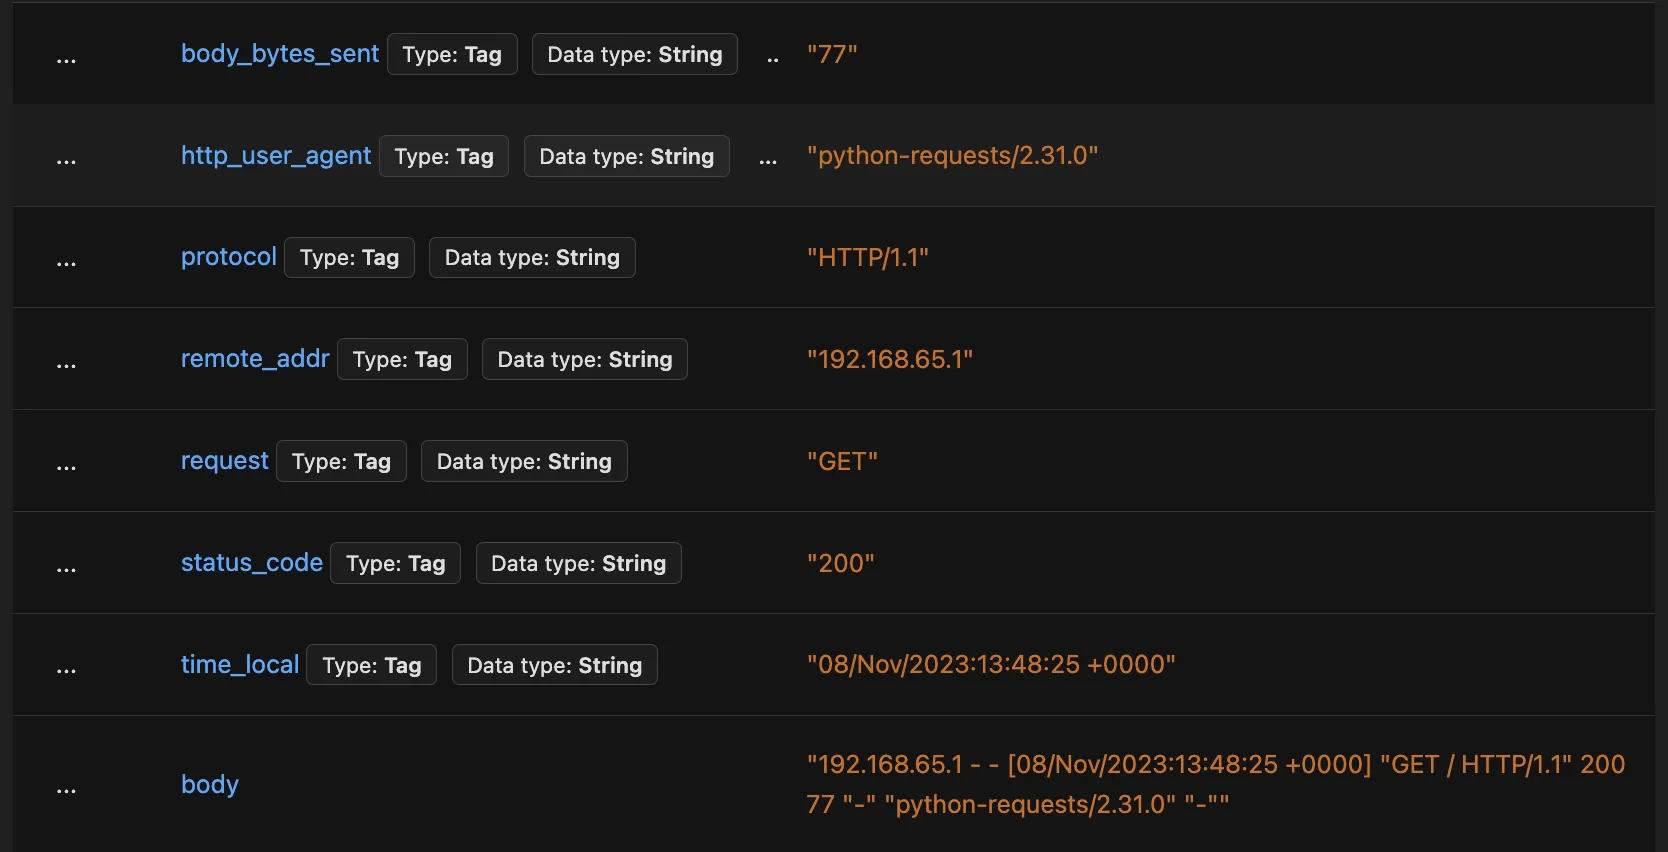 ... body_bytes_sent Type: Tag Data type: String .. "77"
... http_user_agent Type: Tag Data type: String ... "python-requests/2.31.0"
... protocol Type: Tag Data type: String "HTTP/1.1"
... remote_addr Type: Tag Data type: String "192.168.65.1"
... request Type: Tag Data type: String "GET"
... status_code Type: Tag Data type: String "200"
... time_local Type: Tag Data type: String "08/Nov/2023:13:48:25 +0000"
... body "192.168.65.1 - - [08/Nov/2023:13:48:25 +0000] "GET / HTTP/1.1" 200
77 "-" "python-requests/2.31.0" "-""